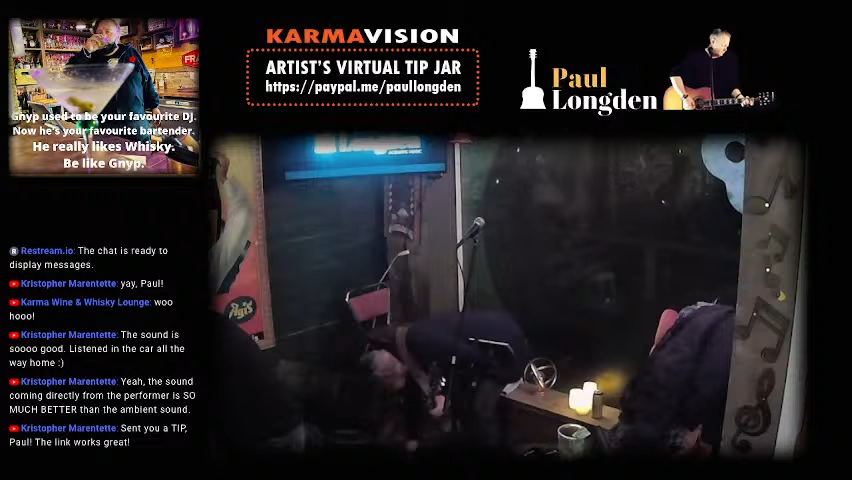 KARMAVISION
ARTIST'S VIRTUAL TIP JAR
https://paypal.me/paullongden
Paul
Longden
FR
Gnyp used to be your favourite DJ.
Now he's your favourite bartender.
He really likes Whisky.
Be like Gnyp.
Restream.io: The chat is ready to
display messages.
Kristopher Marentette: yay, Paul!
Karma Wine & Whisky Lounge: woo
hooo!
Kristopher Marentette: The sound is
soooo good. Listened in the car all the
way home :)
Kristopher Marentette: Yeah, the sound
coming directly from the performer is SO
MUCH BETTER than the ambient sound.
Kristopher Marentette: Sent you a TIP,
Paul! The link works great!